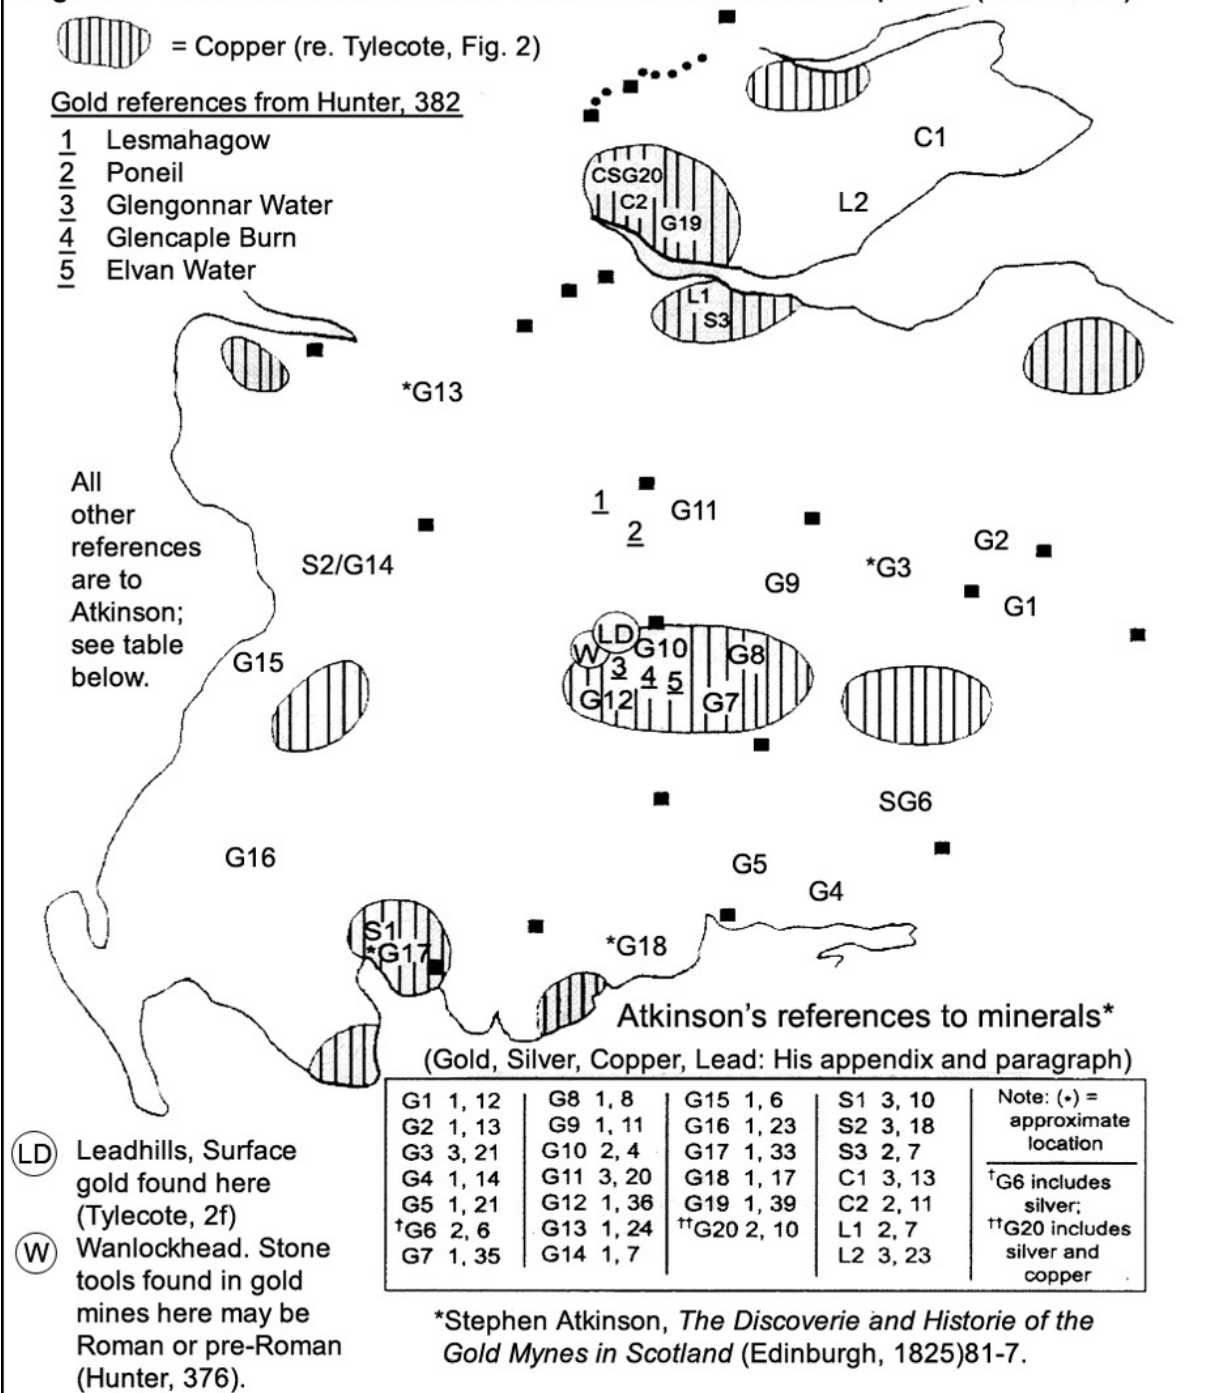 = Copper (re. Tylecote, Fig. 2)
Gold references from Hunter, 382
1 Lesmahagow
2 Poneil
3 Glengonnar Water
4 Glencaple Burn
5 Elvan Water
C1
CSG20
C2
G19
L2
L1
S3
*G13
All
other
references
are to
Atkinson;
see table
below.
1
2
G11
G2
S2/G14
*G3
G9
G1
G15
LD
W
G10
G8
3
4
5
G12
G7
SG6
G16
G5
G4
S1
*G17
*G18
Atkinson's references to minerals*
(Gold, Silver, Copper, Lead: His appendix and paragraph)
G1 1, 12
G2 1, 13
G3 3, 21
G4 1, 14
G5 1, 21
†G6 2, 6
G7 1, 35
G8 1, 8
G9 1, 11
G10 2, 4
G11 3, 20
G12 1, 36
G13 1, 24
G14 1, 7
G15 1, 6
G16 1, 23
G17 1, 33
G18 1, 17
G19 1, 39
††G20 2, 10
S1 3, 10
S2 3, 18
S3 2, 7
C1 3, 13
C2 2, 11
L1 2, 7
L2 3, 23
Note: (•) =
approximate
location
†G6 includes
silver;
††G20 includes
silver and
copper
LD Leadhills, Surface
gold found here
(Tylecote, 2f)
W Wanlockhead. Stone
tools found in gold
mines here may be
Roman or pre-Roman
(Hunter, 376).
*Stephen Atkinson, The Discoverie and Historie of the
Gold Mynes in Scotland (Edinburgh, 1825)81-7.